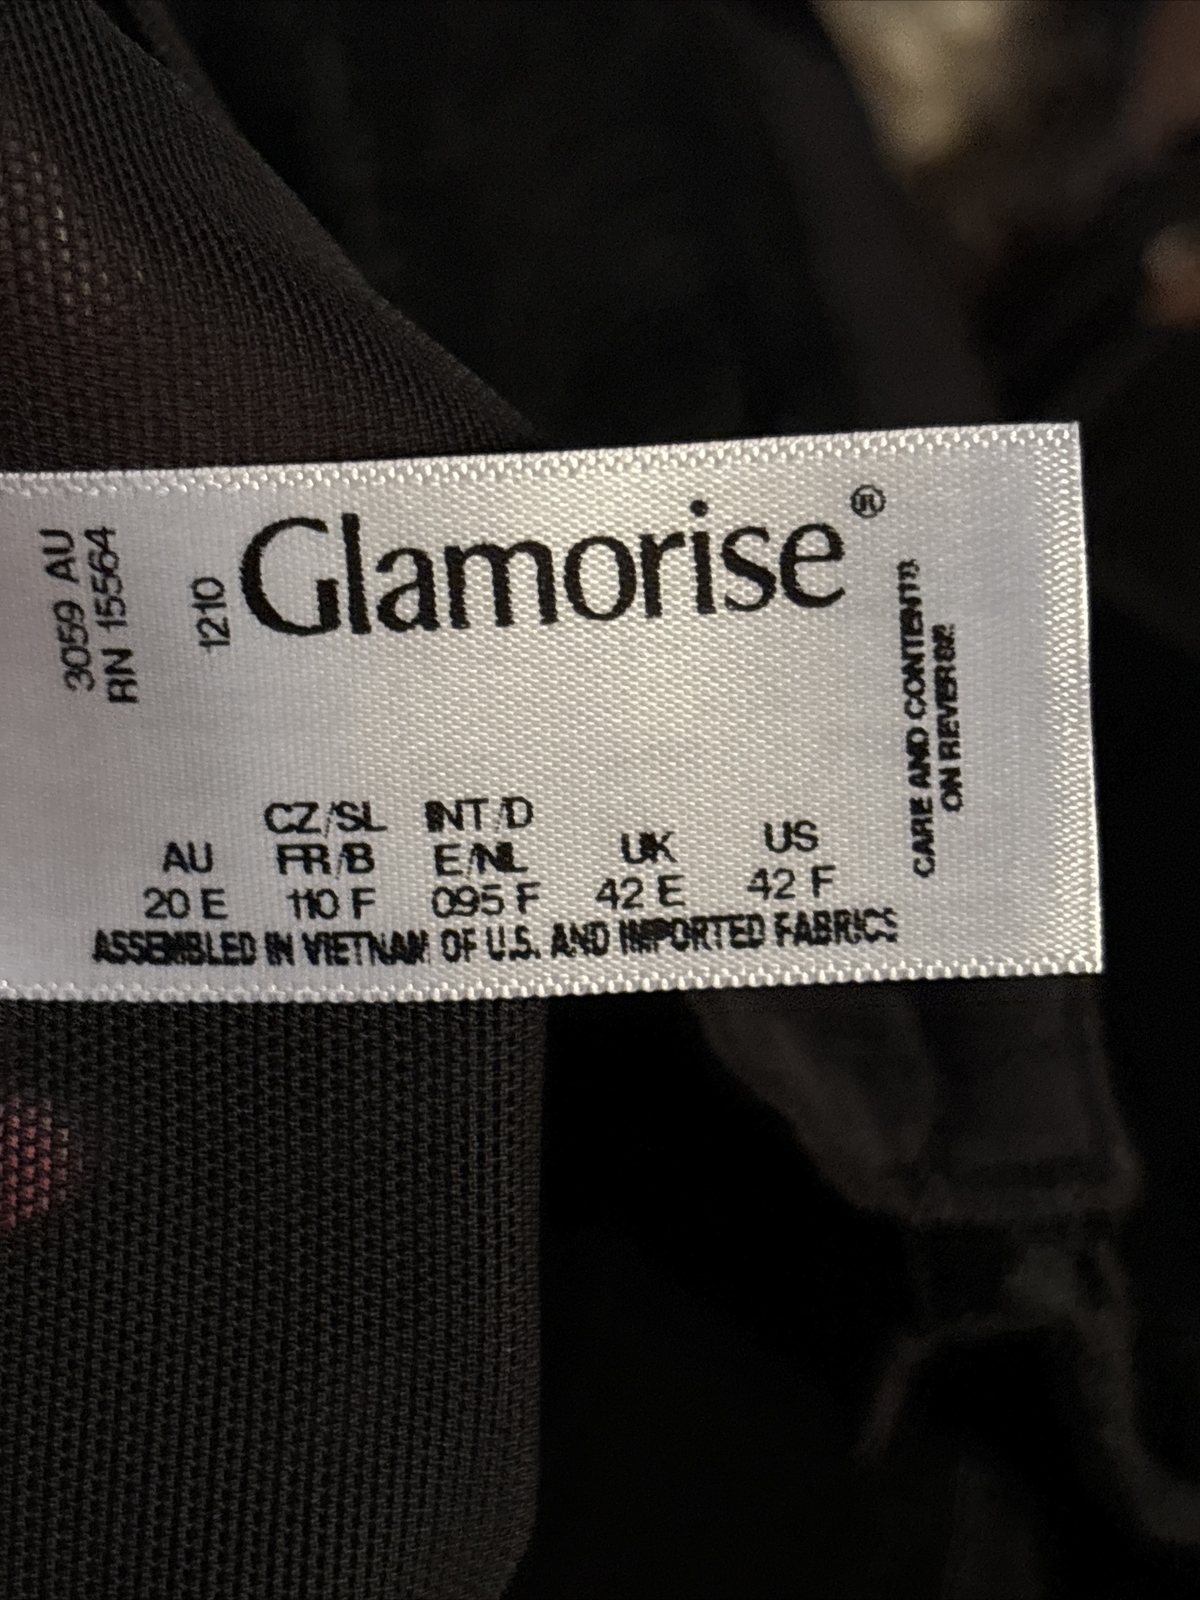 3059 AU
RN 15564
1210
Glamorise®
CARE AND CONTENTS
ON REVERSE
AU
20 E
CZ/SL
FR/B
110 F
INT/D
E/NL
095 F
UK
42 E
US
42 F
ASSEMBLED IN VIETNAM OF U.S. AND IMPORTED FABRICS